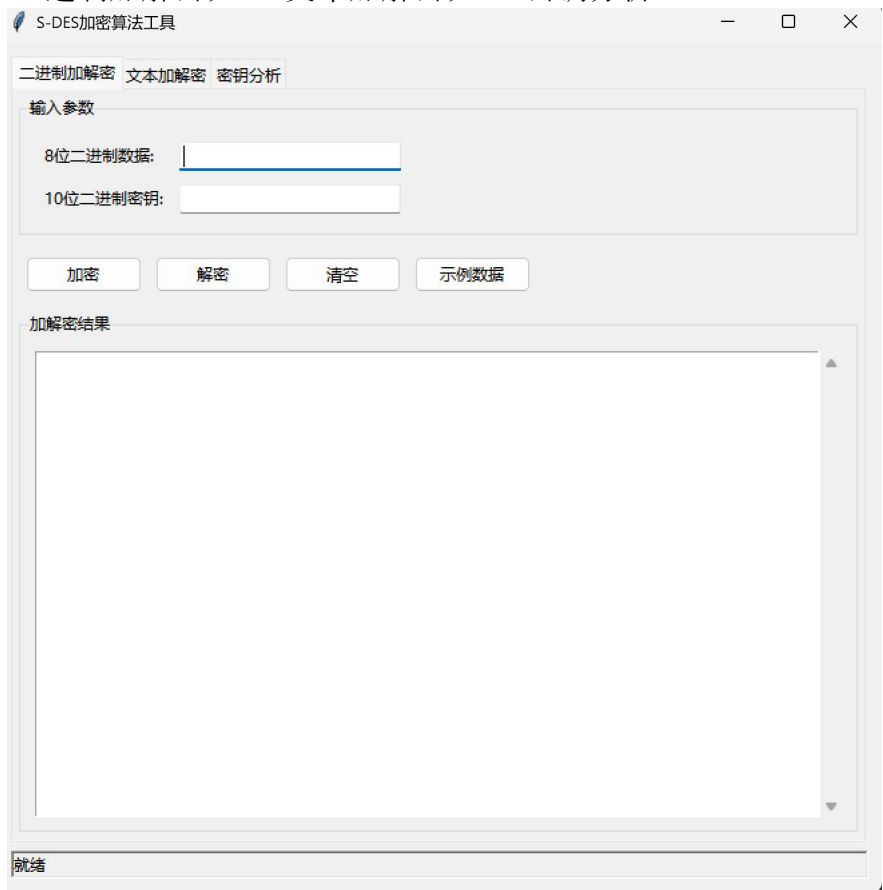 S-DES加密算法工具
二进制加解密 文本加解密 密钥分析
输入参数
8位二进制数据:
10位二进制密钥:
加密 解密 清空 示例数据
加解密结果
就绪